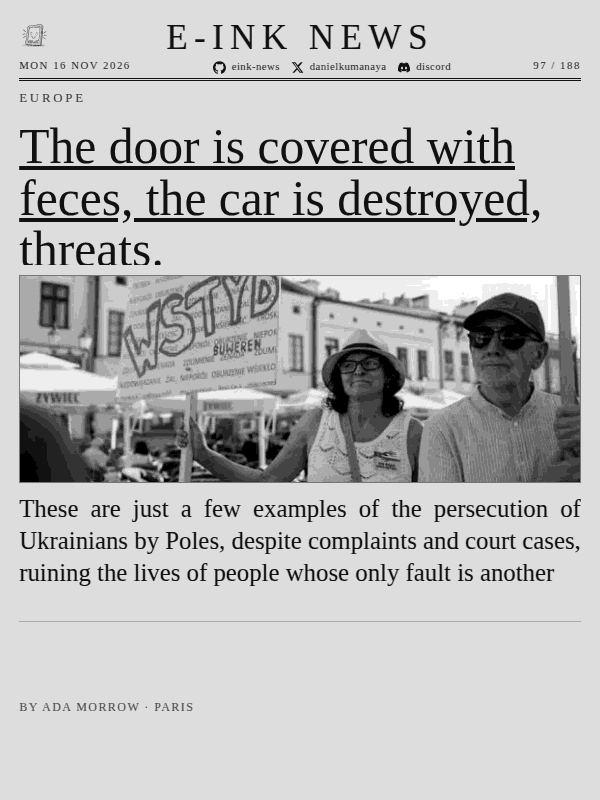 E-INK NEWS
MON 16 NOV 2026
eink-news danielkumanaya discord
97 / 188
EUROPE
The door is covered with
feces, the car is destroyed,
threats.
WSTYD
BUWEREN
ŻYWIEC
ŻYWIEC
These are just a few examples of the persecution of
Ukrainians by Poles, despite complaints and court cases,
ruining the lives of people whose only fault is another
BY ADA MORROW · PARIS